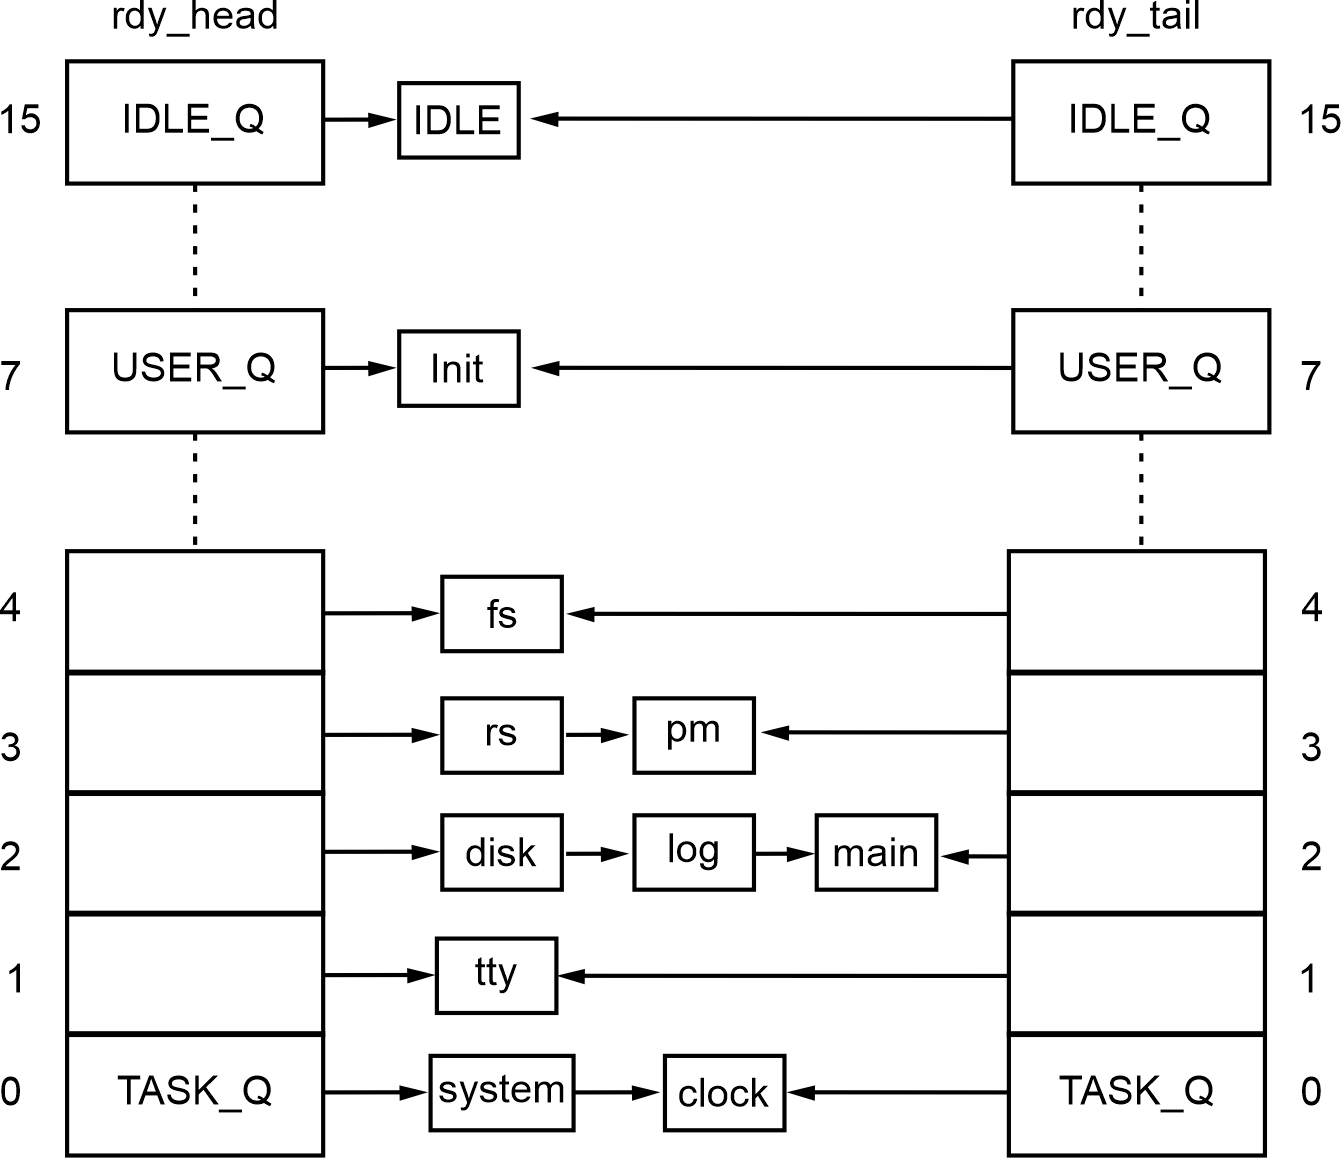 rdy_head rdy_tail
15 IDLE_Q IDLE IDLE_Q 15
7 USER_Q Init USER_Q 7
4 fs 4
3 rs pm 3
2 disk log main 2
1 tty 1
0 TASK_Q system clock TASK_Q 0